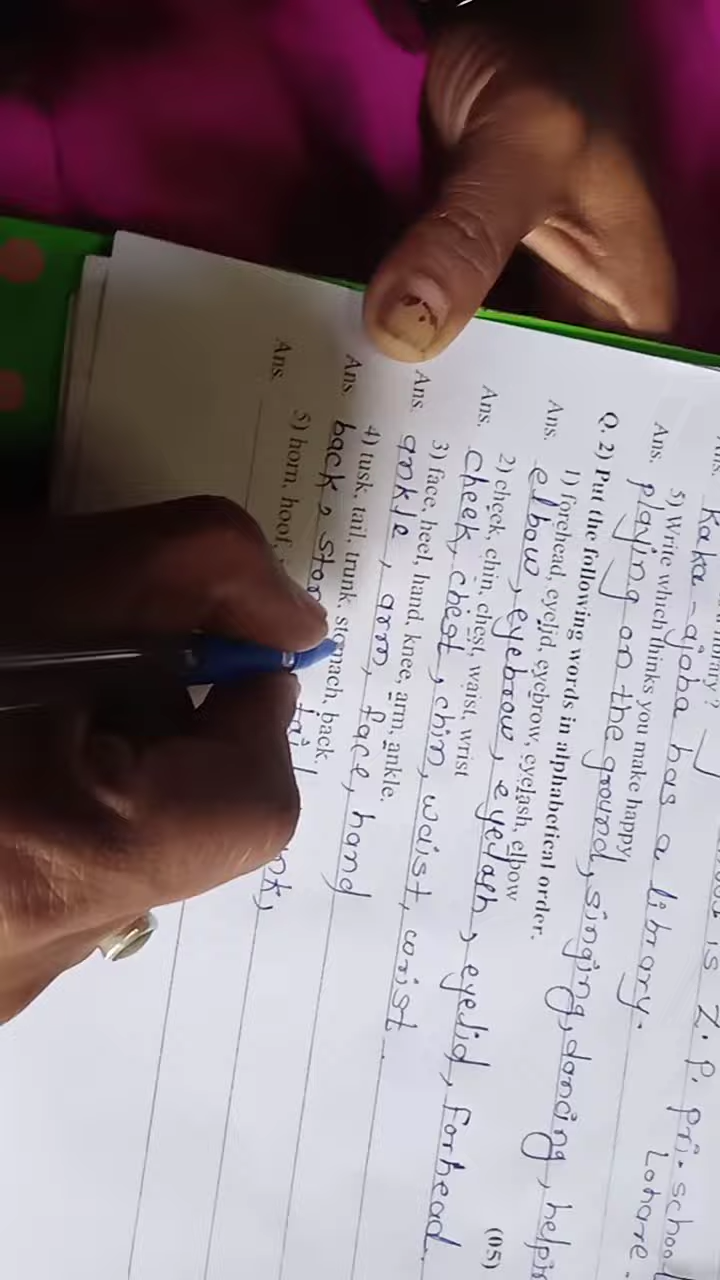 Kaka-ajoba has a library.
is Z.P. pri. school
Lohare.
5) Write which thinks you make happy
Ans. playing on the ground, singing, dancing, helpin
Q. 2) Put the following words in alphabetical order. (05)
1) forehead, eyelid, eyebrow, eyelash, elbow
Ans. elbow, eyebrow, eyelash, eyelid, forhead.
2) cheek, chin, chest, waist, wrist
Ans. cheek, chest, chin, waist, wrist
3) face, heel, hand, knee, arm, ankle.
Ans. ankle, arm, face, hand
4) tusk, tail, trunk, stomach, back.
Ans. back, tail
5) horn, hoof,
Ans.